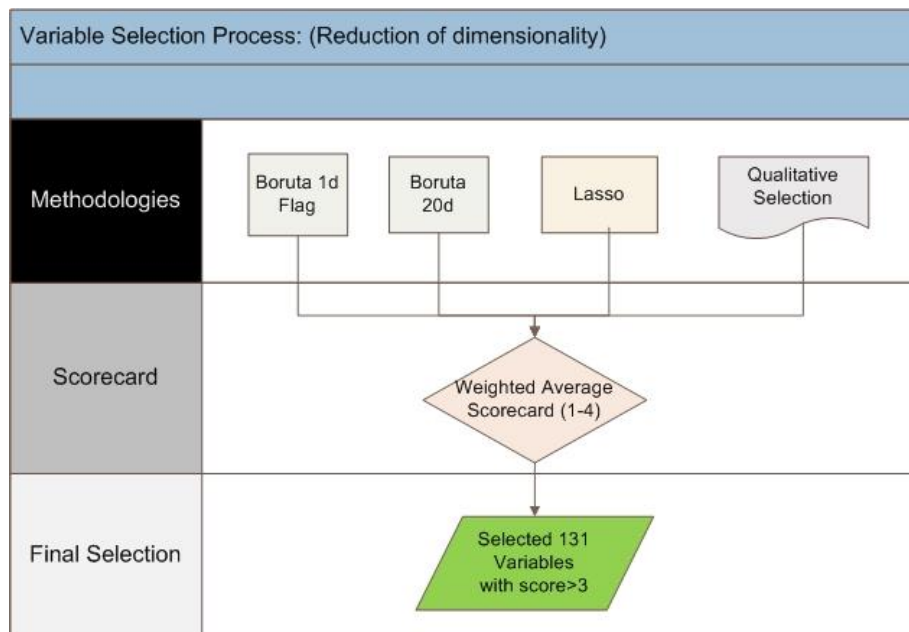 Variable Selection Process: (Reduction of dimensionality)
Methodologies
Boruta 1d
Flag
Boruta
20d
Lasso
Qualitative
Selection
Scorecard
Weighted Average
Scorecard (1-4)
Final Selection
Selected 131
Variables
with score>3